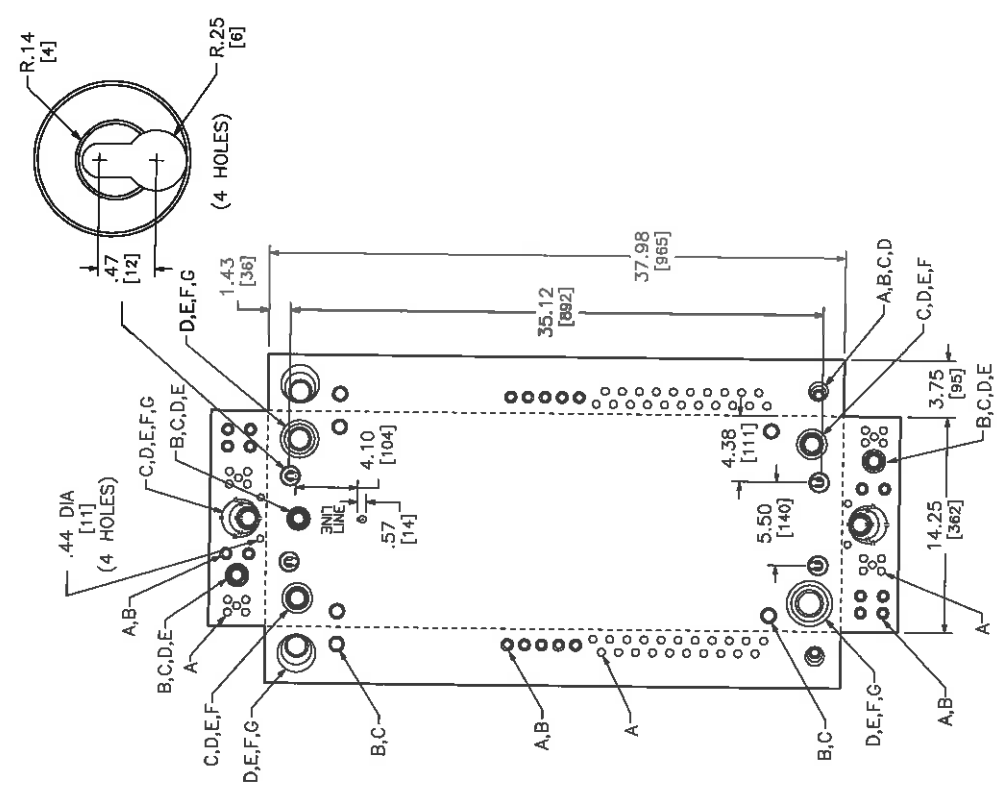 R.14
[4]
R.25
[6]
(4 HOLES)
.47
[12]
1.43
[36]
37.98
[965]
35.12
[892]
D,E,F,G
A,B,C,D
C,D,E,F
.44 DIA
[11]
(4 HOLES)
C,D,E,F,G
B,C,D,E
A,B
B,C,D,E
A
4.10
[104]
LINE
LINE
.57
[14]
4.38
[111]
5.50
[140]
3.75
[95]
B,C,D,E
14.25
[362]
C,D,E,F
D,E,F,G
B,C
A,B
A
B,C
D,E,F,G
A,B
A